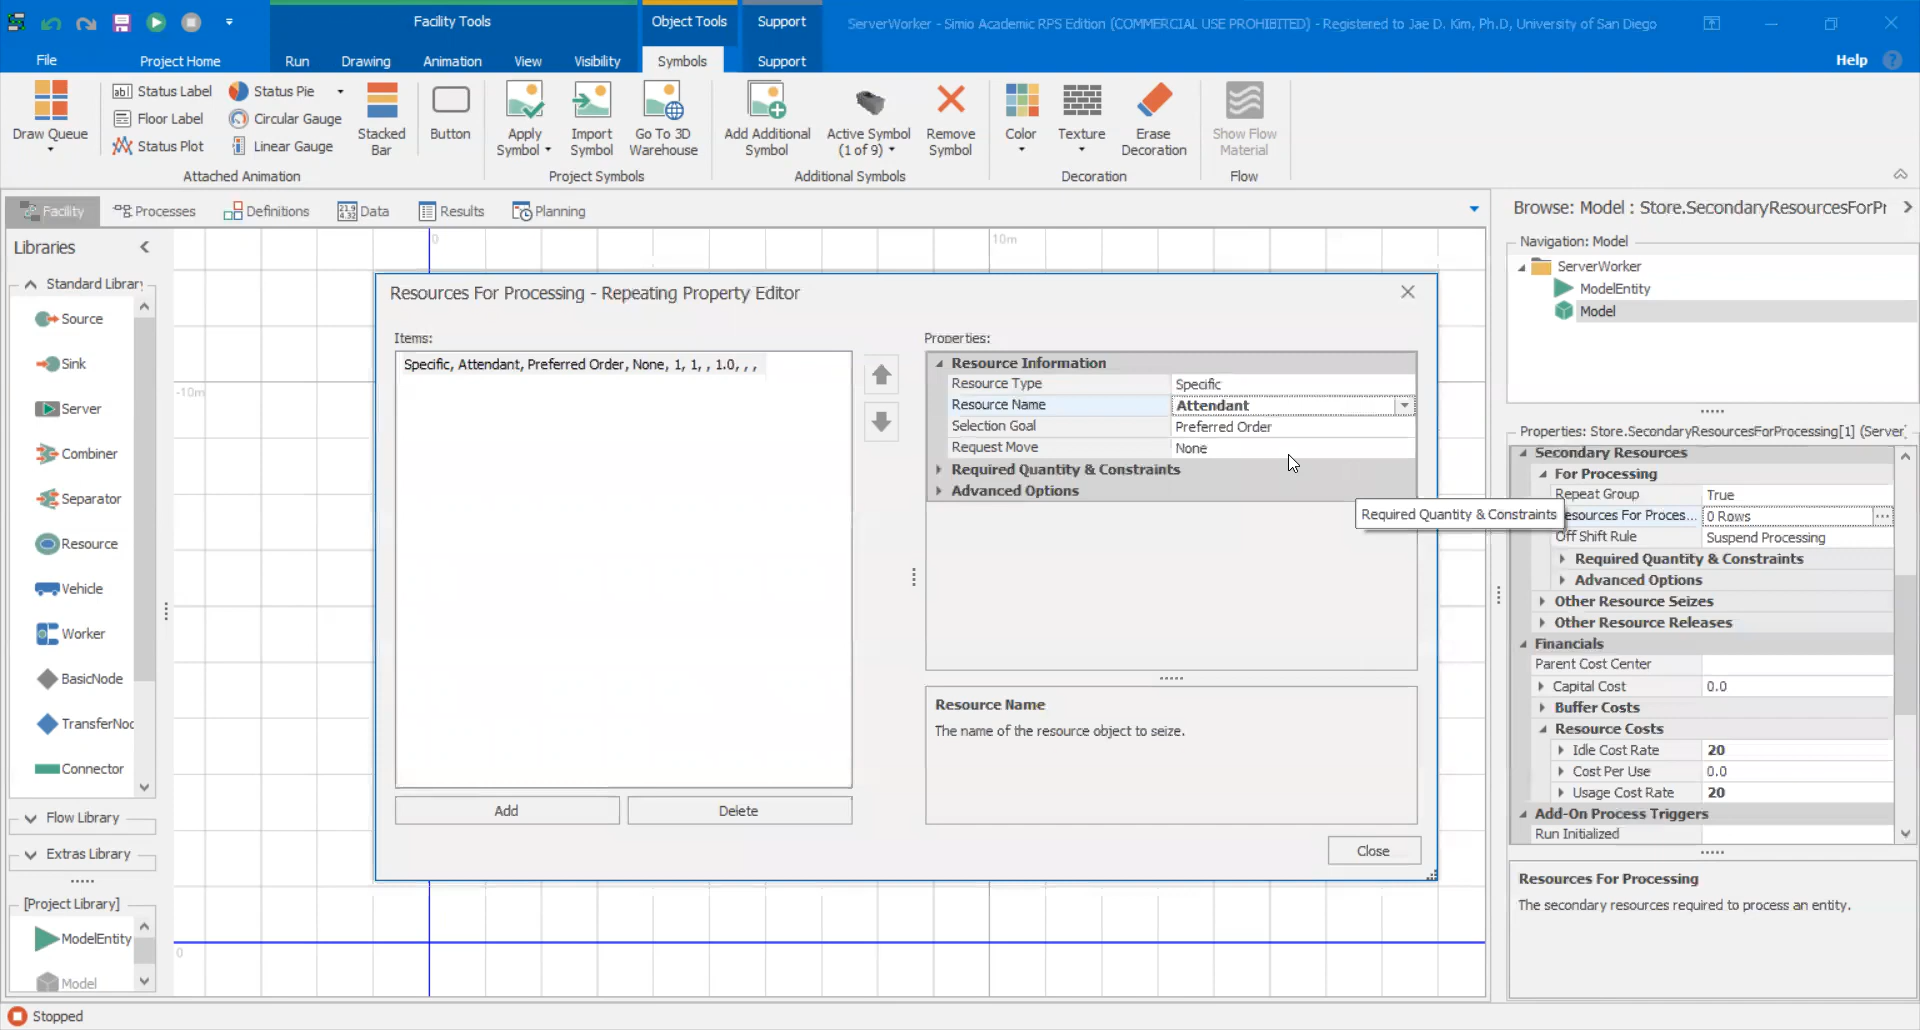 Facility Tools
Object Tools
Support
ServerWorker - Simio Academic RPS Edition (COMMERCIAL USE PROHIBITED) - Registered to Jae D. Kim, Ph.D, University of San Diego
File
Project Home
Run
Drawing
Animation
View
Visibility
Symbols
Support
Help
Draw Queue
Status Label
Floor Label
Status Plot
Status Pie
Circular Gauge
Linear Gauge
Stacked Bar
Button
Apply Symbol
Import Symbol
Go To 3D Warehouse
Add Additional Symbol
Active Symbol (1 of 9)
Remove Symbol
Color
Texture
Erase Decoration
Show Flow Material
Attached Animation
Project Symbols
Additional Symbols
Decoration
Flow
Facility
Processes
Definitions
Data
Results
Planning
Libraries
Standard Library
Source
Sink
Server
Combiner
Separator
Resource
Vehicle
Worker
BasicNode
TransferNod
Connector
Flow Library
Extras Library
[Project Library]
ModelEntity
Model
0
10m
-10m
0
Resources For Processing - Repeating Property Editor
Items:
Specific, Attendant, Preferred Order, None, 1, 1, , 1.0, , ,
Add
Delete
Properties:
Resource Information
Resource Type Specific
Resource Name Attendant
Selection Goal Preferred Order
Request Move None
Required Quantity & Constraints
Advanced Options
Required Quantity & Constraints
Resource Name
The name of the resource object to seize.
Close
Browse: Model : Store.SecondaryResourcesForPr
Navigation: Model
ServerWorker
ModelEntity
Model
Properties: Store.SecondaryResourcesForProcessing[1] (Server
Secondary Resources
For Processing
Repeat Group True
esources For Proces... 0 Rows
Off Shift Rule Suspend Processing
Required Quantity & Constraints
Advanced Options
Other Resource Seizes
Other Resource Releases
Financials
Parent Cost Center
Capital Cost 0.0
Buffer Costs
Resource Costs
Idle Cost Rate 20
Cost Per Use 0.0
Usage Cost Rate 20
Add-On Process Triggers
Run Initialized
Resources For Processing
The secondary resources required to process an entity.
Stopped